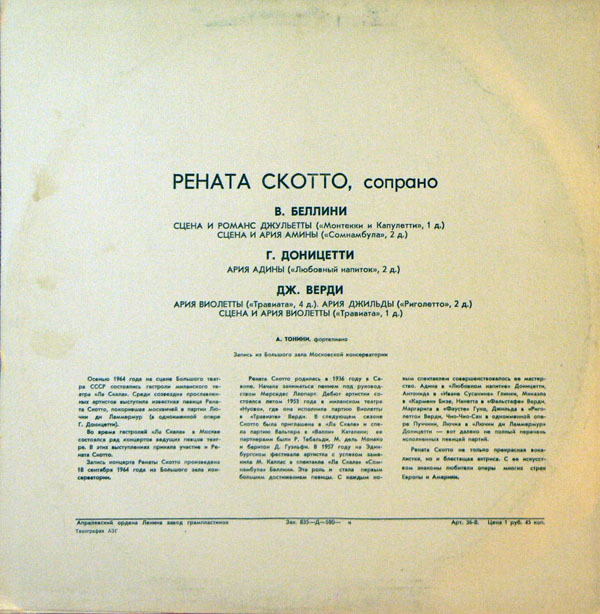 РЕНАТА СКОТТО, сопрано
В. БЕЛЛИНИ
СЦЕНА И РОМАНС ДЖУЛЬЕТТЫ («Монтекки и Капулетти», 1 д.)
СЦЕНА И АРИЯ АМИНЫ («Сомнамбула», 2 д.)
Г. ДОНИЦЕТТИ
АРИЯ АДИНЫ («Любовный напиток», 2 д.)
ДЖ. ВЕРДИ
АРИЯ ВИОЛЕТТЫ («Травиата», 4 д.). АРИЯ ДЖИЛЬДЫ («Риголетто», 2 д.)
СЦЕНА И АРИЯ ВИОЛЕТТЫ («Травиата», 1 д.)
А. ТОНИНИ, фортепиано
Запись из Большого зала Московской консерватории
Осенью 1964 года на сцене Большого теат-
ра СССР состоялись гастроли миланского те-
атра «Ла Скала». Среди созвездия прославлен-
ных артистов выступила известная певица Рена-
та Скотто, покорившая москвичей в партии Лю-
чии ди Ламмермур (в одноименной опере
Г. Доницетти).
Во время гастролей «Ла Скала» в Москве
состоялся ряд концертов ведущих певцов теат-
ра. В этих выступлениях приняла участие и Ре-
ната Скотто.
Запись концерта Ренаты Скотто произведена
18 сентября 1964 года из Большого зала кон-
серватории.
Рената Скотто родилась в 1936 году в Са-
воне. Начала заниматься пением под руковод-
ством Мерседес Леопарт. Дебют артистки со-
стоялся летом 1953 года в миланском театре
«Нуово», где она исполнила партию Виолетты
в «Травиате» Верди. В следующем сезоне
Скотто была приглашена в «Ла Скала» и спе-
ла партию Вальтера в «Валли» Каталани; ее
партнерами были Р. Тебальди, М. дель Монако
и баритон Д. Гуэльфи. В 1957 году на Эдин-
бургском фестивале артистка с успехом заме-
нила М. Каллас в спектакле «Ла Скала» «Сом-
намбула» Беллини. Эта роль и стала первым
большим достижением певицы. С каждым но-
вым спектаклем совершенствовалось ее мастер-
ство. Адина в «Любовном напитке» Доницетти,
Антонида в «Иване Сусанине» Глинки, Микаэла
в «Кармен» Бизе, Нанетта в «Фальстафе» Верди,
Маргарита в «Фаусте» Гуно, Джильда в «Риго-
летто» Верди, Чио-Чио-Сан в одноименной опе-
ре Пуччини, Лючия в «Лючии ди Ламмермур»
Доницетти — вот далеко не полный перечень
исполненных певицей партий.
Рената Скотто не только прекрасная вока-
листка, но и блестящая актриса. С ее искусст-
вом знакомы любители оперы многих стран
Европы и Америки.
Апрелевский ордена Ленина завод грампластинок Зак. 835—Д—500— Арт. 36-8. Цена 1 руб. 45 коп.
Типография АЗГ